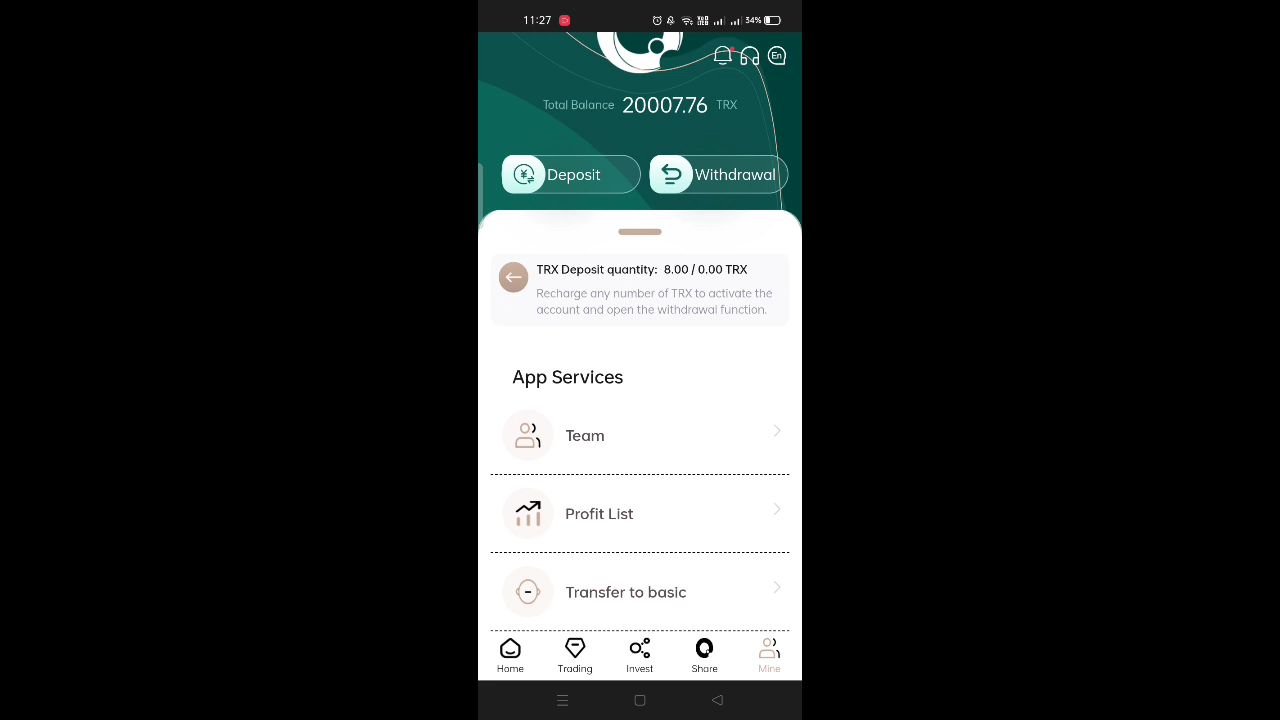 11:27
34%
En
Total Balance 20007.76 TRX
Deposit
Withdrawal
TRX Deposit quantity: 8.00 / 0.00 TRX
Recharge any number of TRX to activate the
account and open the withdrawal function.
App Services
Team
Profit List
Transfer to basic
Home Trading Invest Share Mine